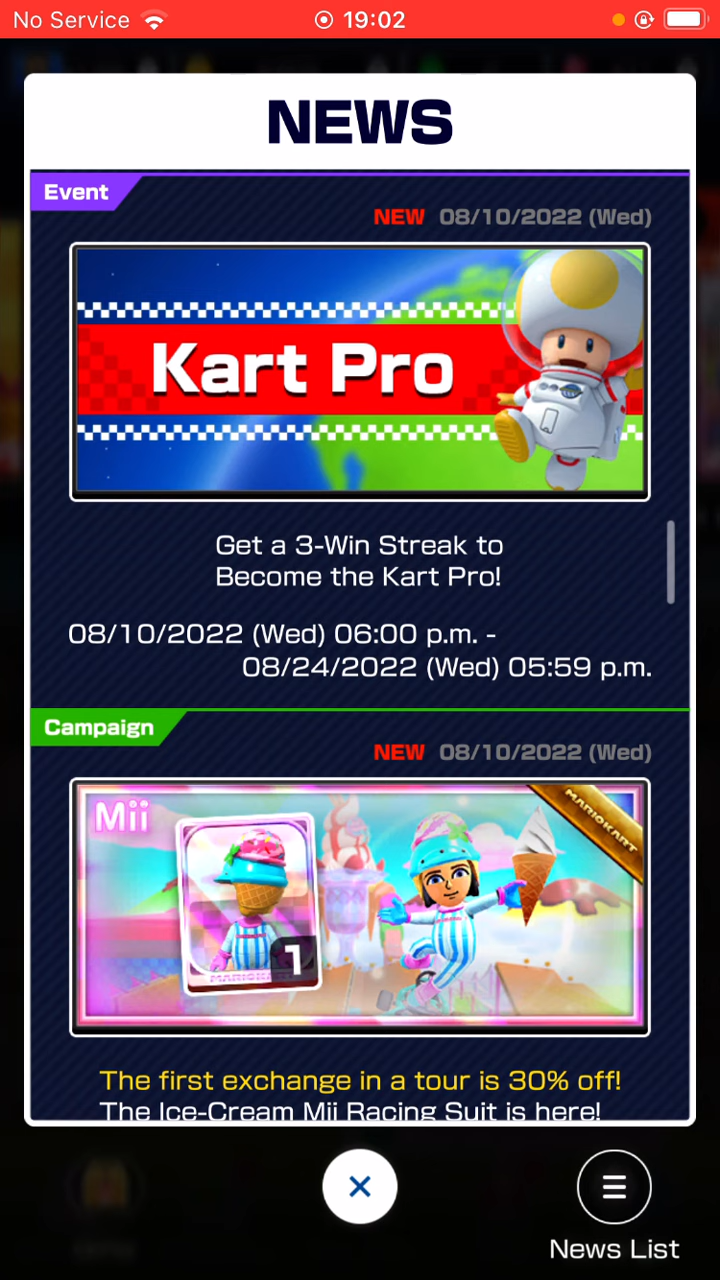 No Service
19:02
NEWS
Event
NEW 08/10/2022 (Wed)
Kart Pro
Get a 3-Win Streak to
Become the Kart Pro!
08/10/2022 (Wed) 06:00 p.m. -
08/24/2022 (Wed) 05:59 p.m.
Campaign
NEW 08/10/2022 (Wed)
Mii
MARIOKART
1
MARIOKART
The first exchange in a tour is 30% off!
The Ice-Cream Mii Racing Suit is here!
News List